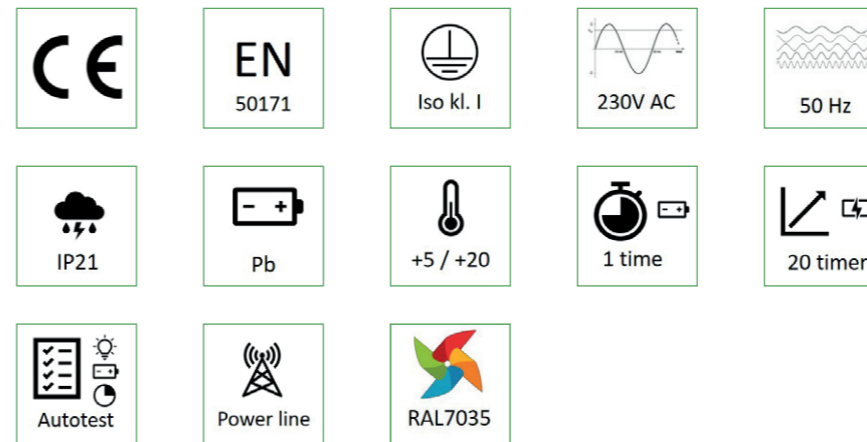 CE
EN
50171
Iso kl. I
230V AC
50 Hz
IP21
Pb
+5 / +20
1 time
20 timer
Autotest
Power line
RAL7035